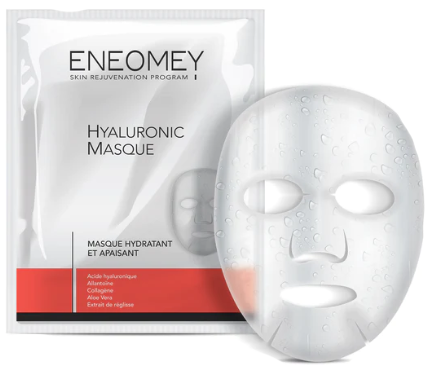 ENEOMEY
SKIN REJUVENATION PROGRAM
HYALURONIC
MASQUE
MASQUE HYDRATANT
ET APAISANT
Acide hyaluronique
Allantoïne
Collagène
Aloe Vera
Extrait de réglisse